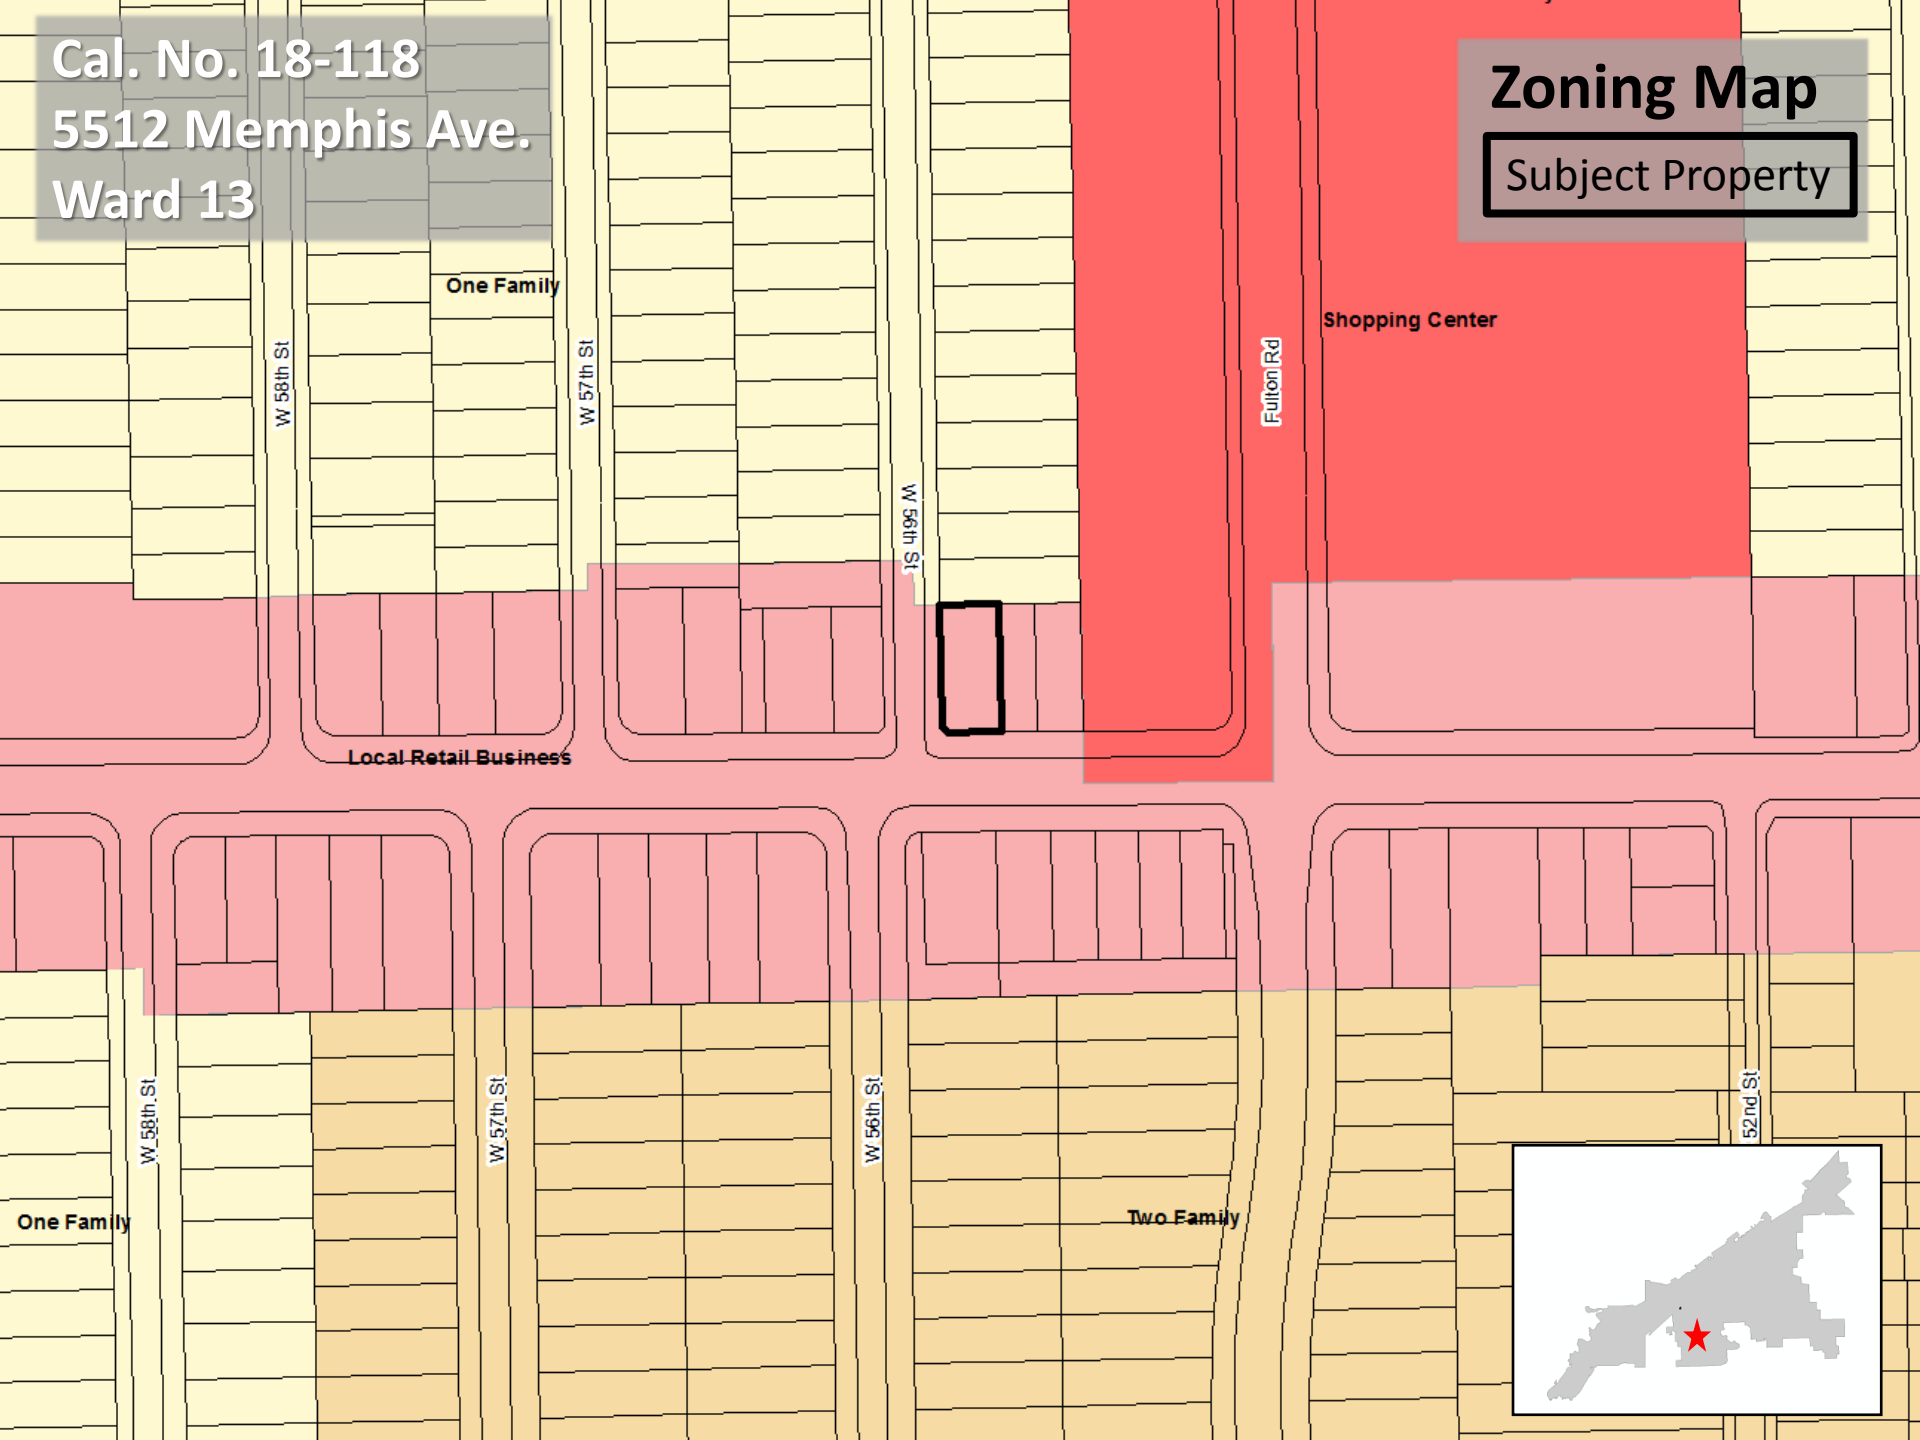 Cal. No. 18-118
5512 Memphis Ave.
Ward 13
Zoning Map
Subject Property
One Family
Shopping Center
W 58th St
W 57th St
Fulton Rd
W 56th St
Local Retail Business
W 58th St
W 57th St
W 56th St
52nd St
One Family
Two Family